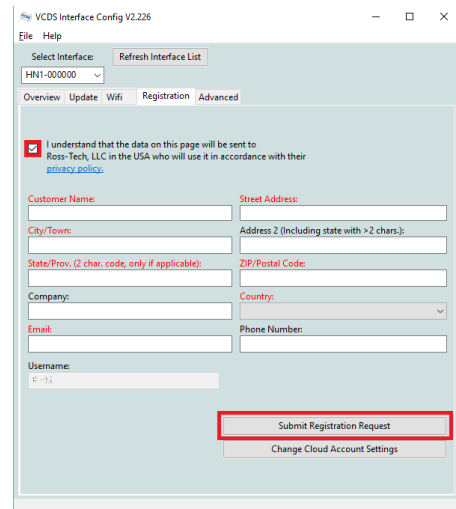 VCDS Interface Config V2.226
File Help
Select Interface: Refresh Interface List
HN1-000000
Overview Update Wifi Registration Advanced
I understand that the data on this page will be sent to
Ross-Tech, LLC in the USA who will use it in accordance with their
privacy policy.
Customer Name: Street Address:
City/Town: Address 2 (Including state with >2 chars.):
State/Prov. (2 char. code, only if applicable): ZIP/Postal Code:
Company: Country:
Email: Phone Number:
Username:
Submit Registration Request
Change Cloud Account Settings